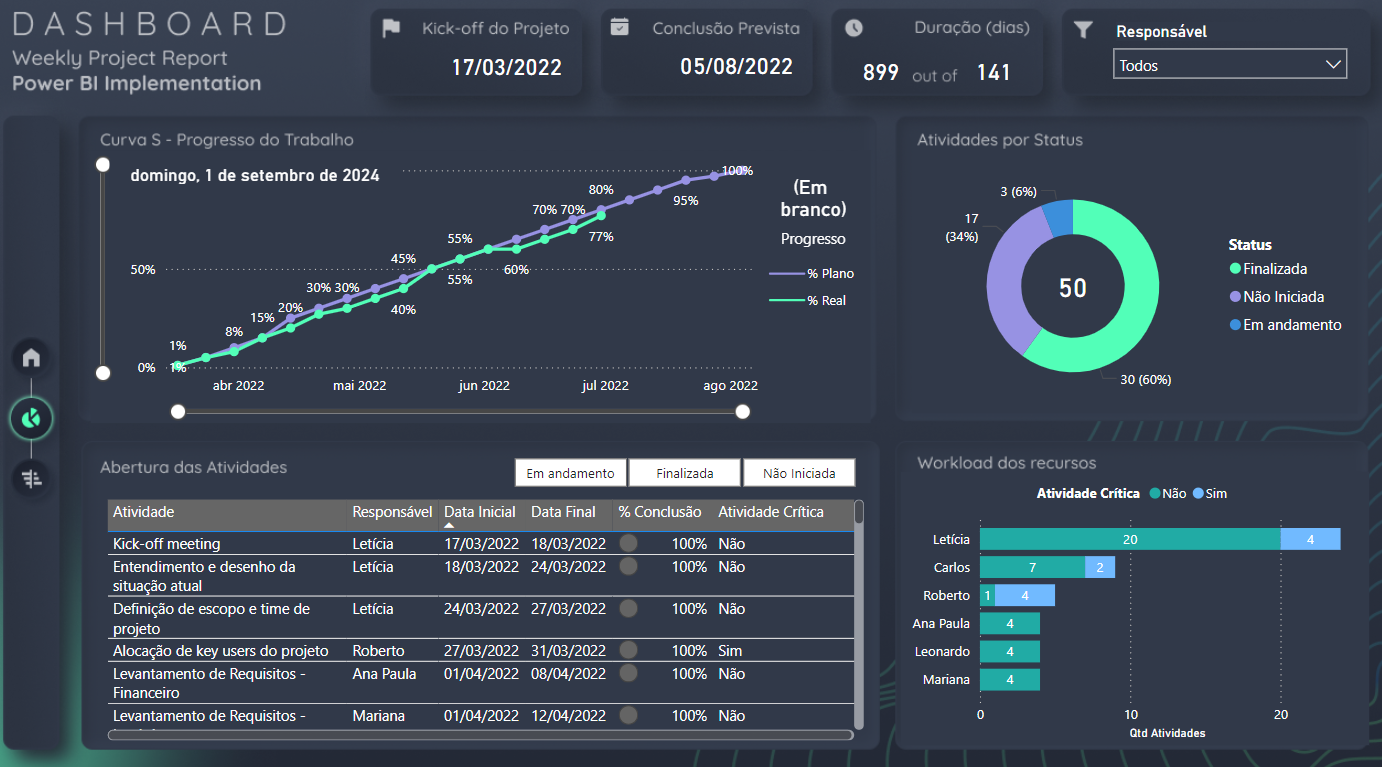 DASHBOARD
Weekly Project Report
Power BI Implementation
Kick-off do Projeto
17/03/2022
Conclusão Prevista
05/08/2022
Duração (dias)
899 out of 141
Responsável
Todos
Curva S - Progresso do Trabalho
domingo, 1 de setembro de 2024
100%
80%
95%
70% 70%
77%
55%
60%
50%
45%
55%
30% 30%
40%
20%
15%
8%
1%
0%
1%
abr 2022
mai 2022
jun 2022
jul 2022
ago 2022
(Em
branco)
Progresso
% Plano
% Real
Atividades por Status
3 (6%)
17
(34%)
50
30 (60%)
Status
Finalizada
Não Iniciada
Em andamento
Abertura das Atividades
Em andamento
Finalizada
Não Iniciada
Atividade Responsável Data Inicial Data Final % Conclusão Atividade Crítica
Kick-off meeting Letícia 17/03/2022 18/03/2022 100% Não
Entendimento e desenho da Letícia 18/03/2022 24/03/2022 100% Não
situação atual
Definição de escopo e time de Letícia 24/03/2022 27/03/2022 100% Não
projeto
Alocação de key users do projeto Roberto 27/03/2022 31/03/2022 100% Sim
Levantamento de Requisitos - Ana Paula 01/04/2022 08/04/2022 100% Não
Financeiro
Levantamento de Requisitos - Mariana 01/04/2022 12/04/2022 100% Não
Workload dos recursos
Atividade Crítica Não Sim
Letícia 20 4
Carlos 7 2
Roberto 1 4
Ana Paula 4
Leonardo 4
Mariana 4
0 10 20
Qtd Atividades